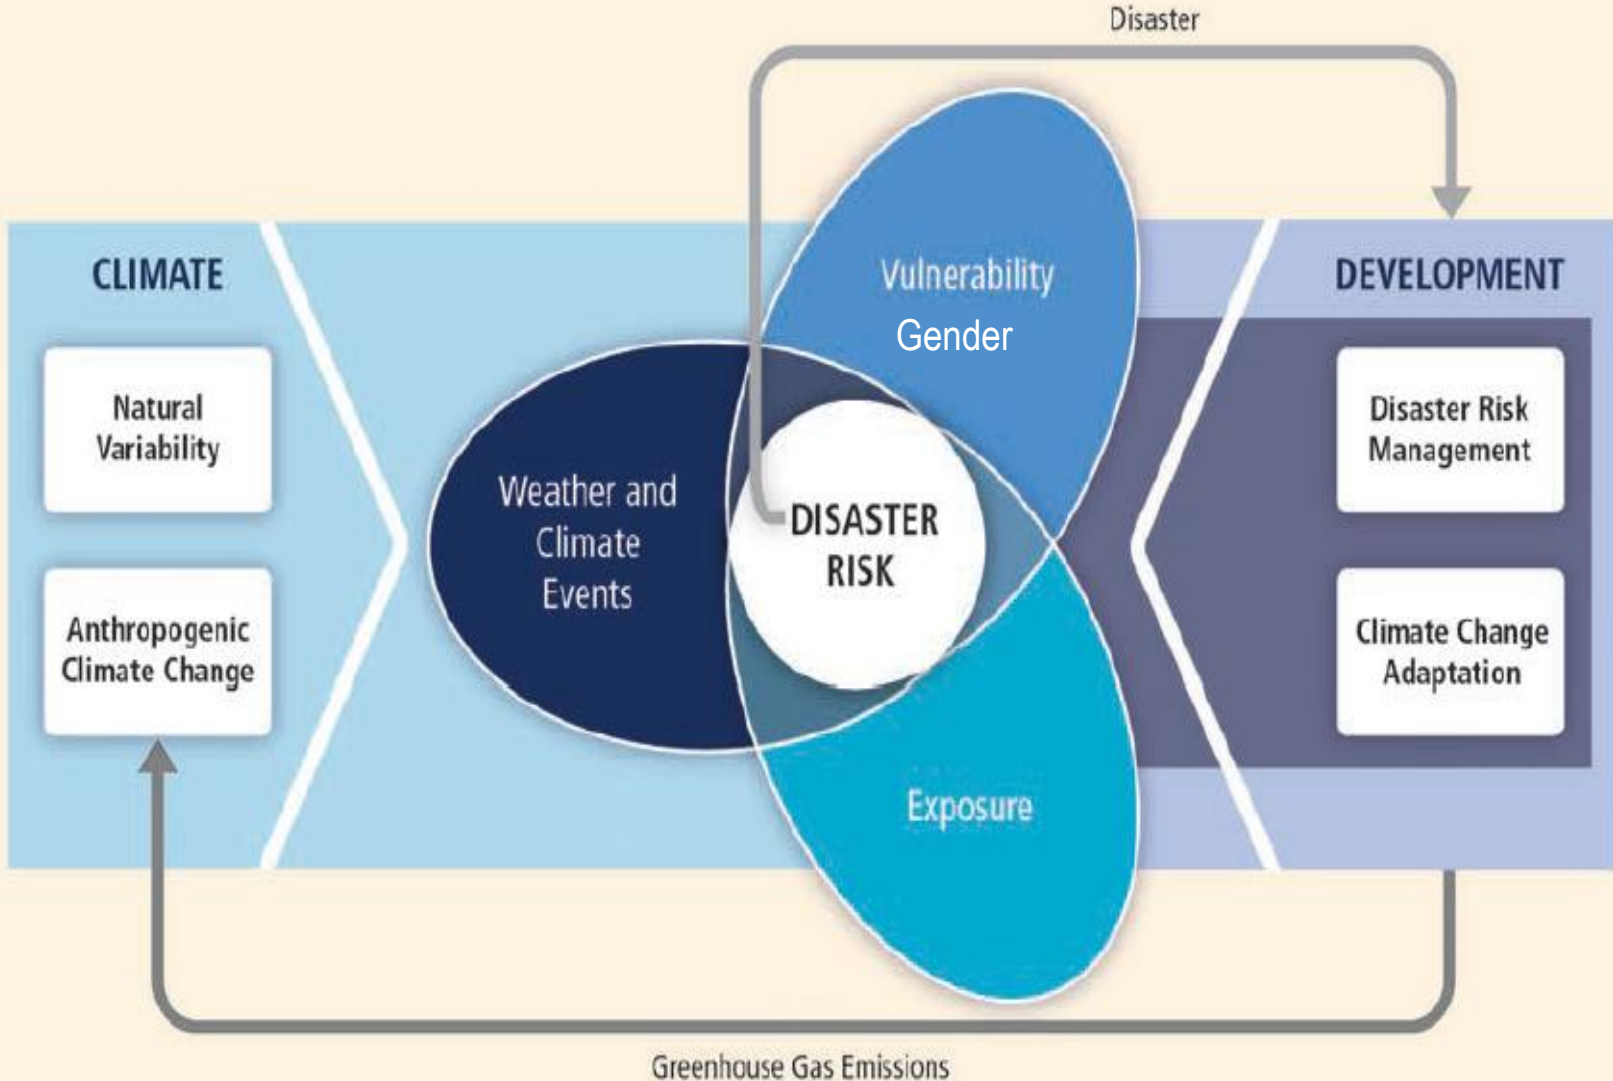 Disaster
CLIMATE
Natural
Variability
Anthropogenic
Climate Change
Weather and
Climate
Events
Vulnerability
Gender
DISASTER
RISK
Exposure
DEVELOPMENT
Disaster Risk
Management
Climate Change
Adaptation
Greenhouse Gas Emissions